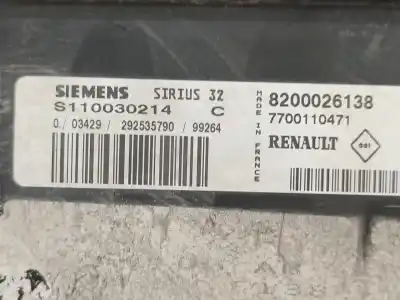 SIEMENS SIRIUS 32
S110030214 C
0/ 03429/ 292535790 /99264
MADE IN FRANCE
8200026138
7700110471
RENAULT